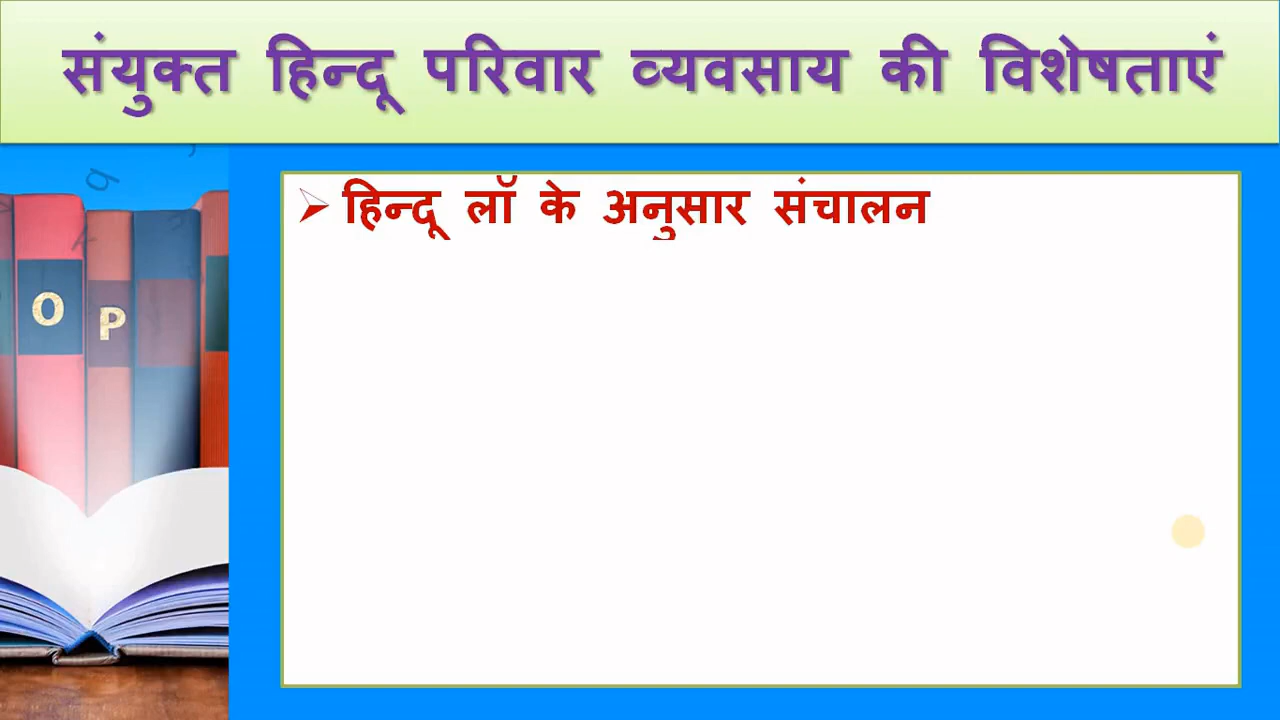 संयुक्त हिन्दू परिवार व्यवसाय की विशेषताएं
हिन्दू लॉ के अनुसार संचालन
q
k
O
P